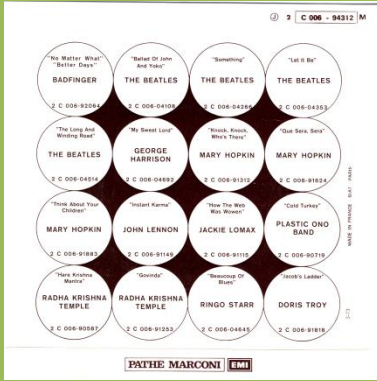 Ⓙ 2 C 006 - 94312 M
"No Matter What"
"Better Days"
BADFINGER
2 C 006-92064
"Ballad Of John
And Yoko"
THE BEATLES
2 C 006-04108
"Something"
THE BEATLES
2 C 006-04266
"Let It Be"
THE BEATLES
2 C 006-04353
"The Long And
Winding Road"
THE BEATLES
2 C 006-04514
"My Sweet Lord"
GEORGE
HARRISON
2 C 006-04692
"Knock, Knock,
Who's There"
MARY HOPKIN
2 C 006-91312
"Que Sera, Sera"
MARY HOPKIN
2 C 006-91624
"Think About Your
Children"
MARY HOPKIN
2 C 006-91883
"Instant Karma"
JOHN LENNON
2 C 006-91149
"How The Web
Was Wowen"
JACKIE LOMAX
2 C 006-91115
"Cold Turkey"
PLASTIC ONO
BAND
2 C 006-90719
"Hare Krishna
Mantra"
RADHA KRISHNA
TEMPLE
2 C 006-90587
"Govinda"
RADHA KRISHNA
TEMPLE
2 C 006-91253
"Beaucoup Of
Blues"
RINGO STARR
2 C 006-04645
"Jacob's Ladder"
DORIS TROY
2 C 006-91818
MADE IN FRANCE PARIS
PATHE MARCONI EMI